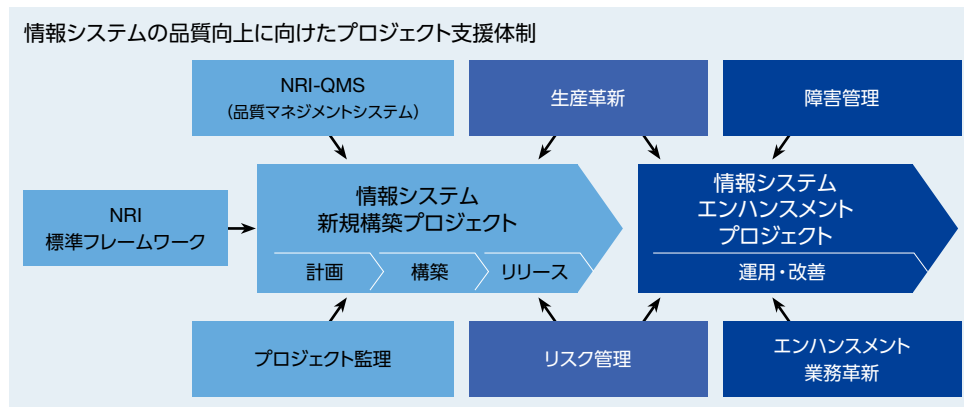 情報システムの品質向上に向けたプロジェクト支援体制
NRI-QMS
（品質マネジメントシステム）
生産革新
障害管理
NRI
標準フレームワーク
情報システム
新規構築プロジェクト
計画
構築
リリース
情報システム
エンハンスメント
プロジェクト
運用・改善
プロジェクト監理
リスク管理
エンハンスメント
業務革新